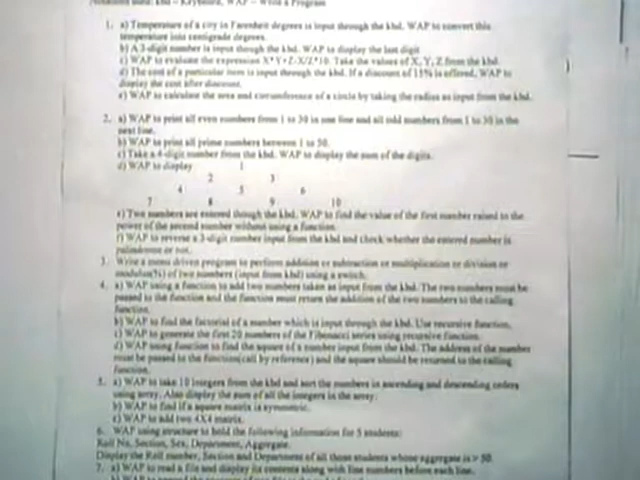 Notations used: kbd - Keyboard, WAP - Write a Program
1. a) Temperature of a city in Farenheit degrees is input through the kbd. WAP to convert this
temperature into centigrade degrees.
b) A 3-digit number is input though the kbd. WAP to display the last digit
c) WAP to evaluate the expression Take the values of X, Y, Z from the kbd.
d) The cost of a particular item is input through the kbd. If a discount of 15% is offered, WAP to
display the cost after discount.
e) WAP to calculate the area and circumference of a circle by taking the radius as input from the kbd.
2. a) WAP to print all even numbers from 1 to 30 in one line and all odd numbers from 1 to 30 in the
next line.
b) WAP to print all prime numbers between 1 to 50.
c) Take a 4-digit number from the kbd. WAP to display the sum of the digits.
d) WAP to display 1
2 3
4 5 6
7 8 9 10
e) Two numbers are entered though the kbd. WAP to find the value of the first number raised to the
power of the second number without using a function.
f) WAP to reverse a 3-digit number input from the kbd and check whether the entered number is
palindrome or not.
3. Write a menu driven program to perform addition or subtraction or multiplication or division or
modulus(%) of two numbers (input from kbd) using a switch.
4. a) WAP using a function to add two numbers taken as input from the kbd. The two numbers must be
passed to the function and the function must return the addition of the two numbers to the calling
function.
b) WAP to find the factorial of a number which is input through the kbd. Use recursive function.
c) WAP to generate the first 20 numbers of the Fibonacci series using recursive function.
d) WAP using function to find the square of a number input from the kbd. The address of the number
must be passed to the function(call by reference) and the square should be returned to the calling
function.
5. a) WAP to take 10 integers from the kbd and sort the numbers in ascending and descending orders
using array. Also display the sum of all the integers in the array.
b) WAP to find if a square matrix is symmetric.
c) WAP to add two 4X4 matrix.
6. WAP using structure to hold the following information for 5 students:
Roll No, Section, Sex, Department, Aggregate.
Display the Roll number, Section and Department of all those students whose aggregate is > 50.
7. a) WAP to read a file and display its contents along with line numbers before each line.